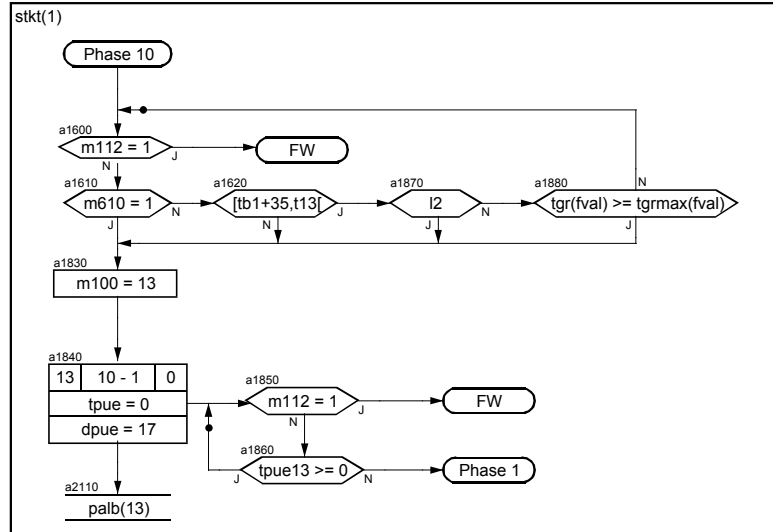 stkt(1)
Phase 10
a1600
m112 = 1
J
FW
N
a1610
m610 = 1
N
J
a1620
[tb1+35,t13[
J
N
a1870
l2
N
J
a1880
tgr(fval) >= tgrmax(fval)
N
J
a1830
m100 = 13
a1840
13 10 - 1 0
tpue = 0
dpue = 17
a1850
m112 = 1
J
FW
N
a1860
tpue13 >= 0
J
N
Phase 1
a2110
palb(13)